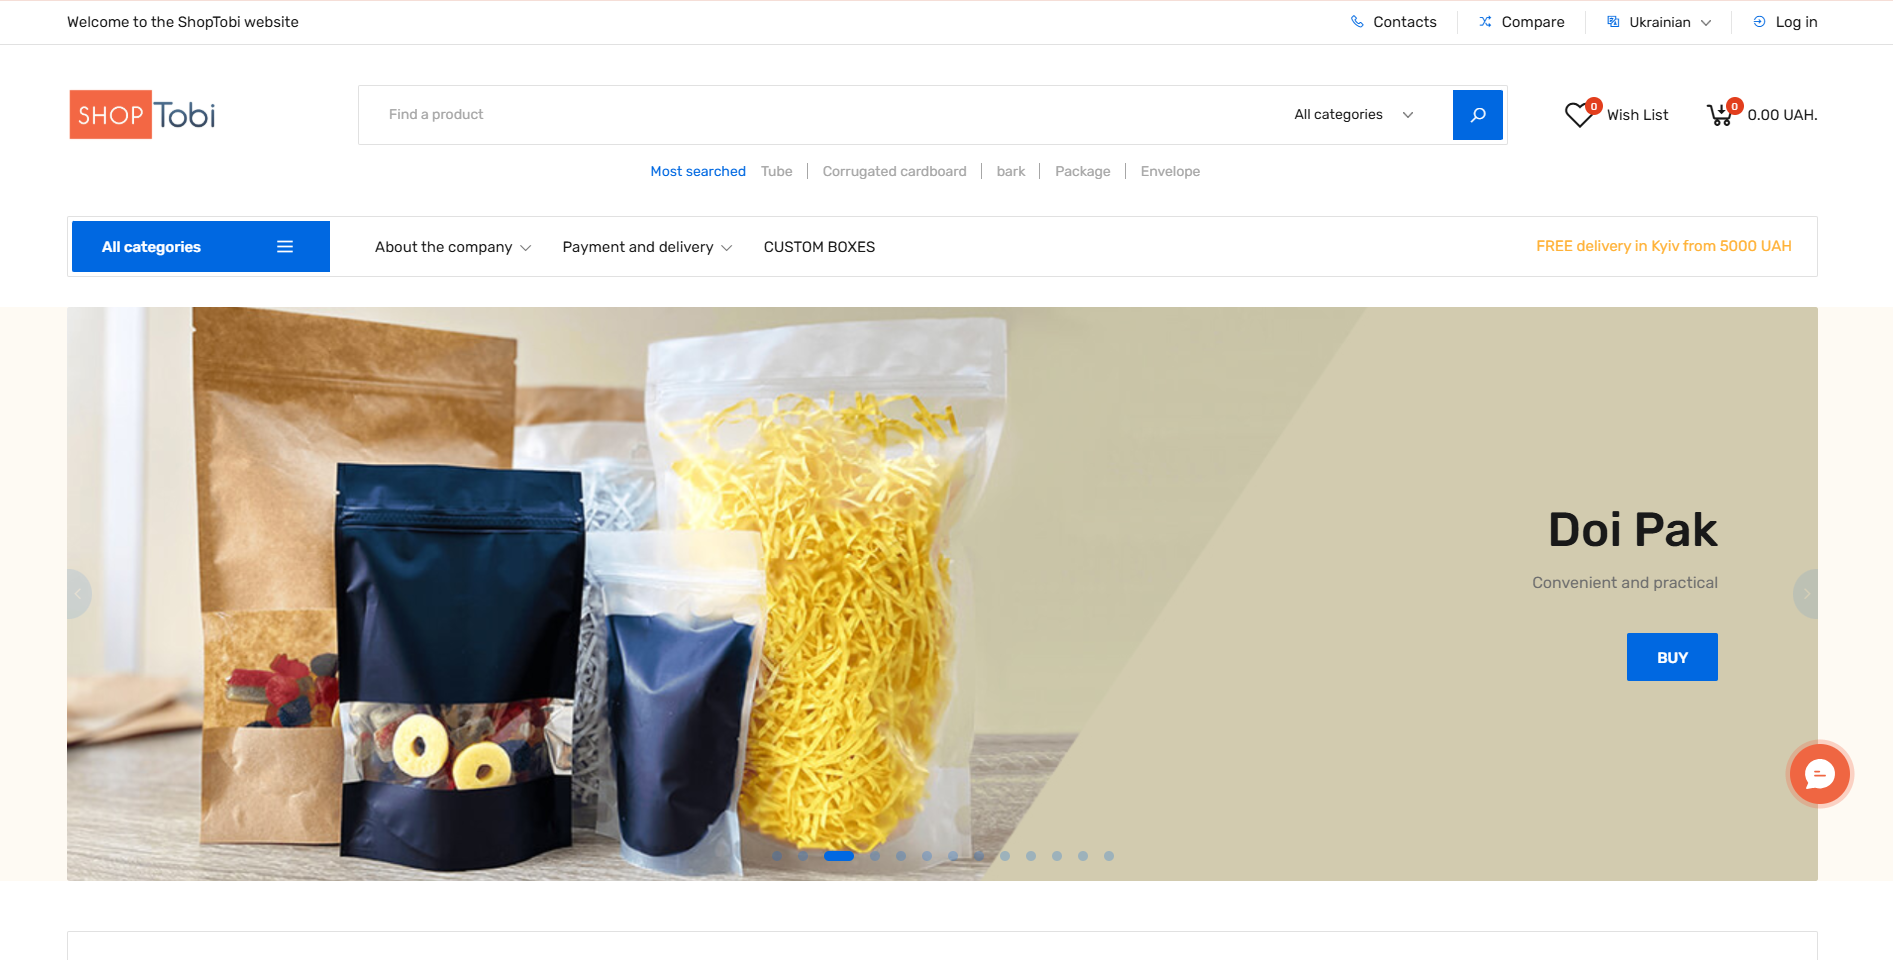 Welcome to the ShopTobi website
Contacts
Compare
Ukrainian
Log in
SHOP Tobi
Find a product
All categories
0
Wish List
0
0.00 UAH.
Most searched
Tube
Corrugated cardboard
bark
Package
Envelope
All categories
About the company
Payment and delivery
CUSTOM BOXES
FREE delivery in Kyiv from 5000 UAH
Doi Pak
Convenient and practical
BUY